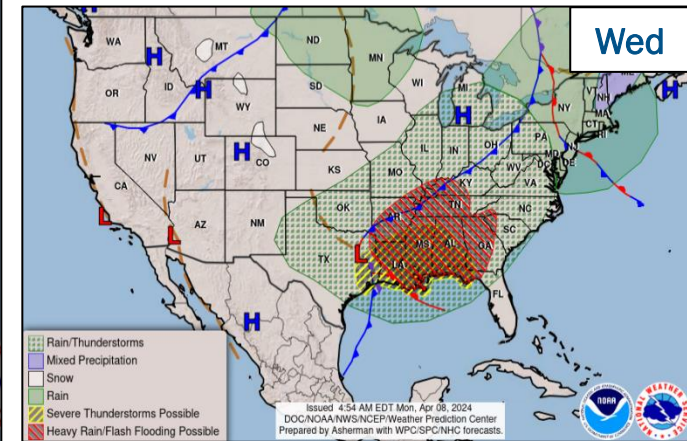 Wed
WA
MT
ND
MN
OR
ID
WY
SD
WI
MI
NY
VT
NH
MA
CT
RI
NE
IA
IL
IN
OH
PA
NV
UT
CO
KS
MO
KY
WV
VA
MD
DC
DE
CA
AZ
NM
OK
AR
TN
NC
SC
TX
LA
MS
AL
GA
FL
H
H
H
H
H
H
L
L
L
Rain/Thunderstorms
Mixed Precipitation
Snow
Rain
Severe Thunderstorms Possible
Heavy Rain/Flash Flooding Possible
Issued 4:54 AM EDT Mon, Apr 08, 2024
DOC/NOAA/NWS/NCEP/Weather Prediction Center
Prepared by Asherman with WPC/SPC/NHC forecasts.
NOAA